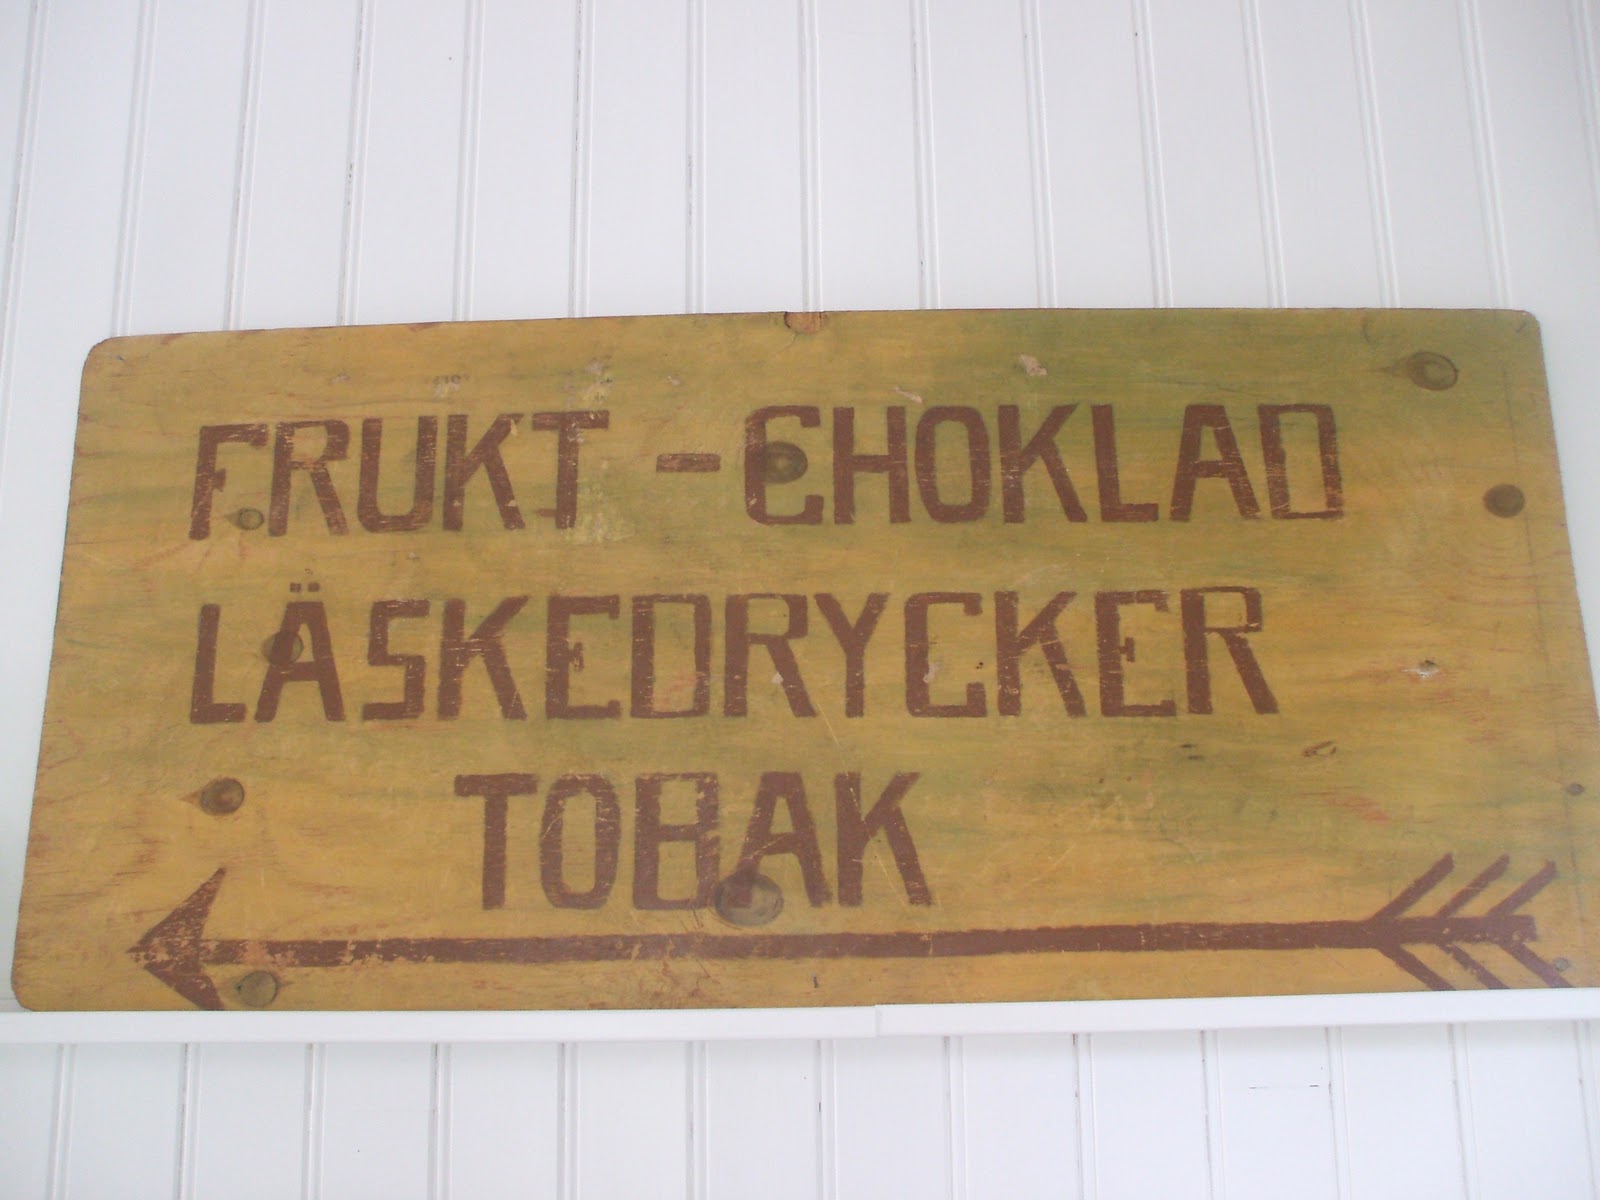 FRUKT - CHOKLAD
LÄSKEDRYCKER
TOBAK